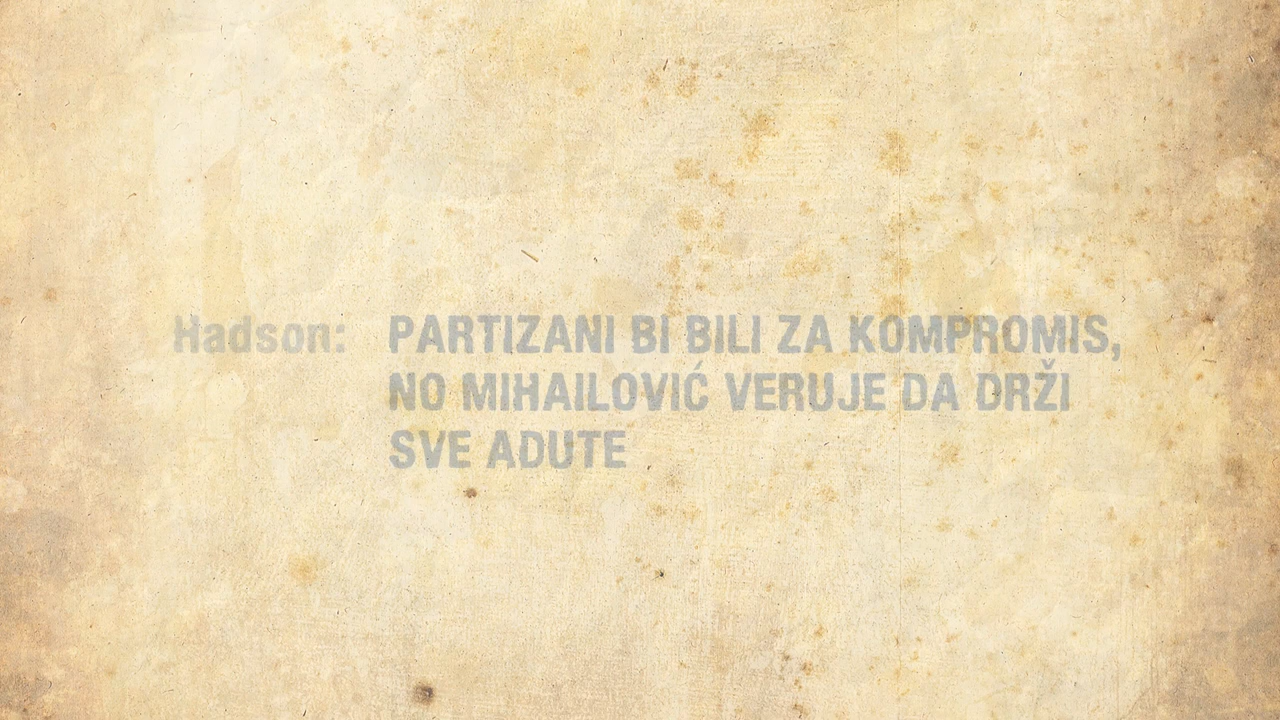 Hadson: PARTIZANI BI BILI ZA KOMPROMIS,
NO MIHAILOVIĆ VERUJE DA DRŽI
SVE ADUTE